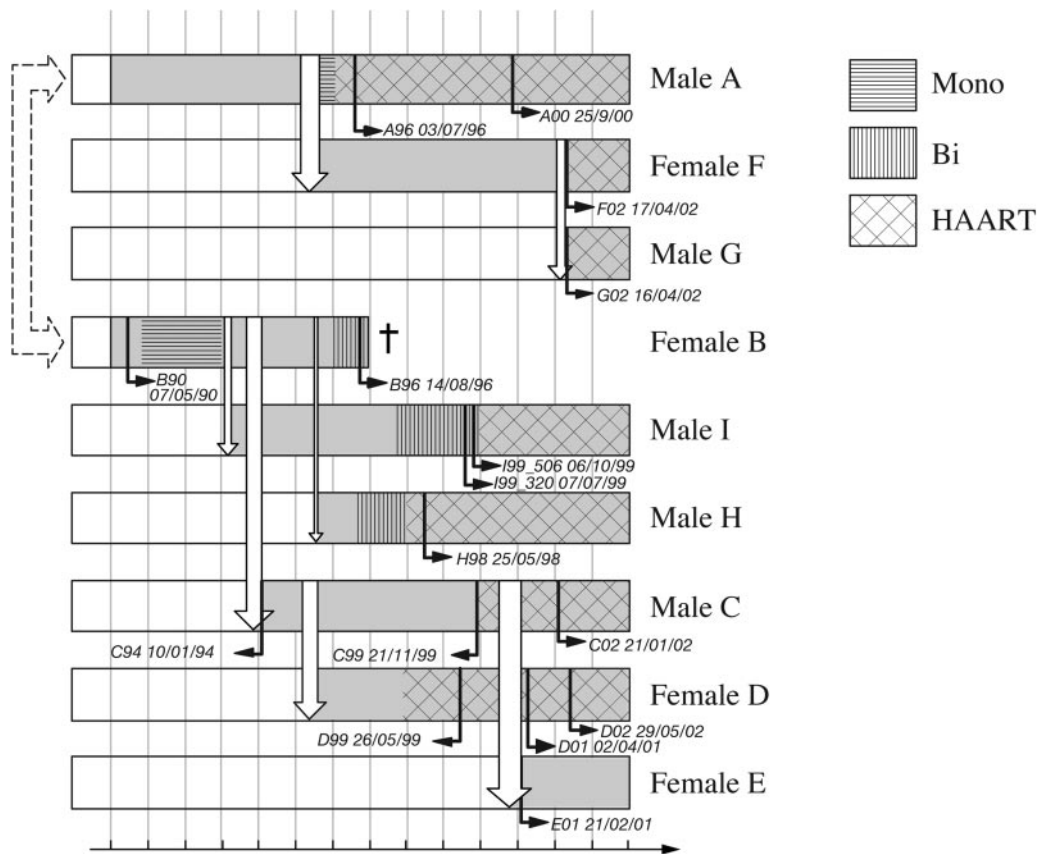 Male A
Mono
A00 25/9/00
A96 03/07/96
Bi
Female F
F02 17/04/02
HAART
Male G
G02 16/04/02
Female B
†
B90
07/05/90
B96 14/08/96
Male I
I99_506 06/10/99
I99_320 07/07/99
Male H
H98 25/05/98
Male C
C94 10/01/94
C99 21/11/99
C02 21/01/02
Female D
D99 26/05/99
D02 29/05/02
D01 02/04/01
Female E
E01 21/02/01